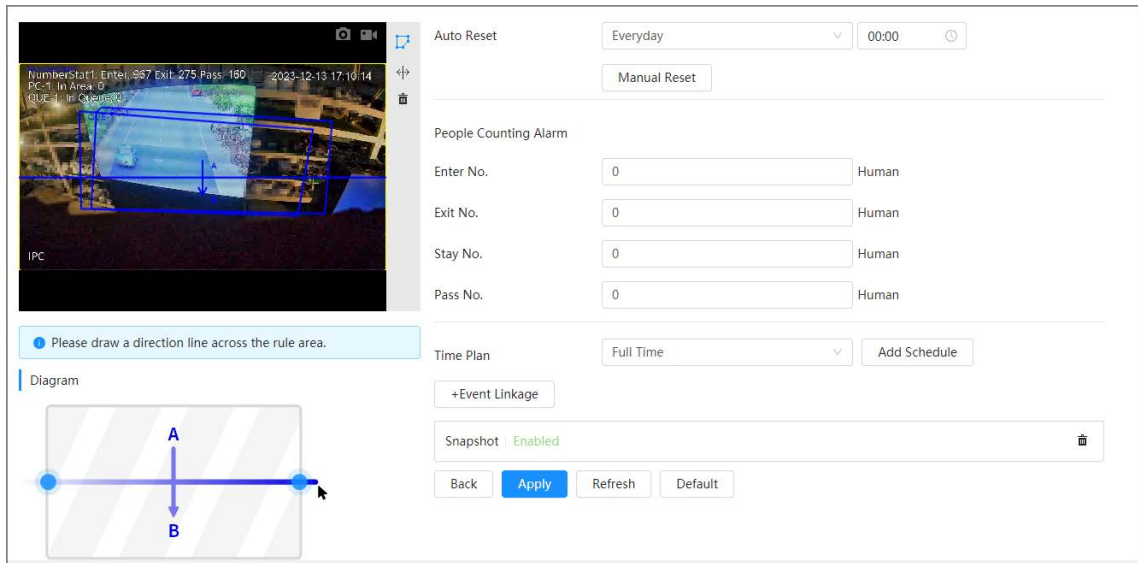 NumberStat1: Enter: 967 Exit: 275 Pass: 160
2023-12-13 17:10:14
PC-1: In Area: 0
QUE-1: In Queue: 0
A
IPC
Please draw a direction line across the rule area.
Diagram
A
B
Auto Reset
Everyday
00:00
Manual Reset
People Counting Alarm
Enter No.
0
Human
Exit No.
0
Human
Stay No.
0
Human
Pass No.
0
Human
Time Plan
Full Time
Add Schedule
+Event Linkage
Snapshot
Enabled
Back
Apply
Refresh
Default